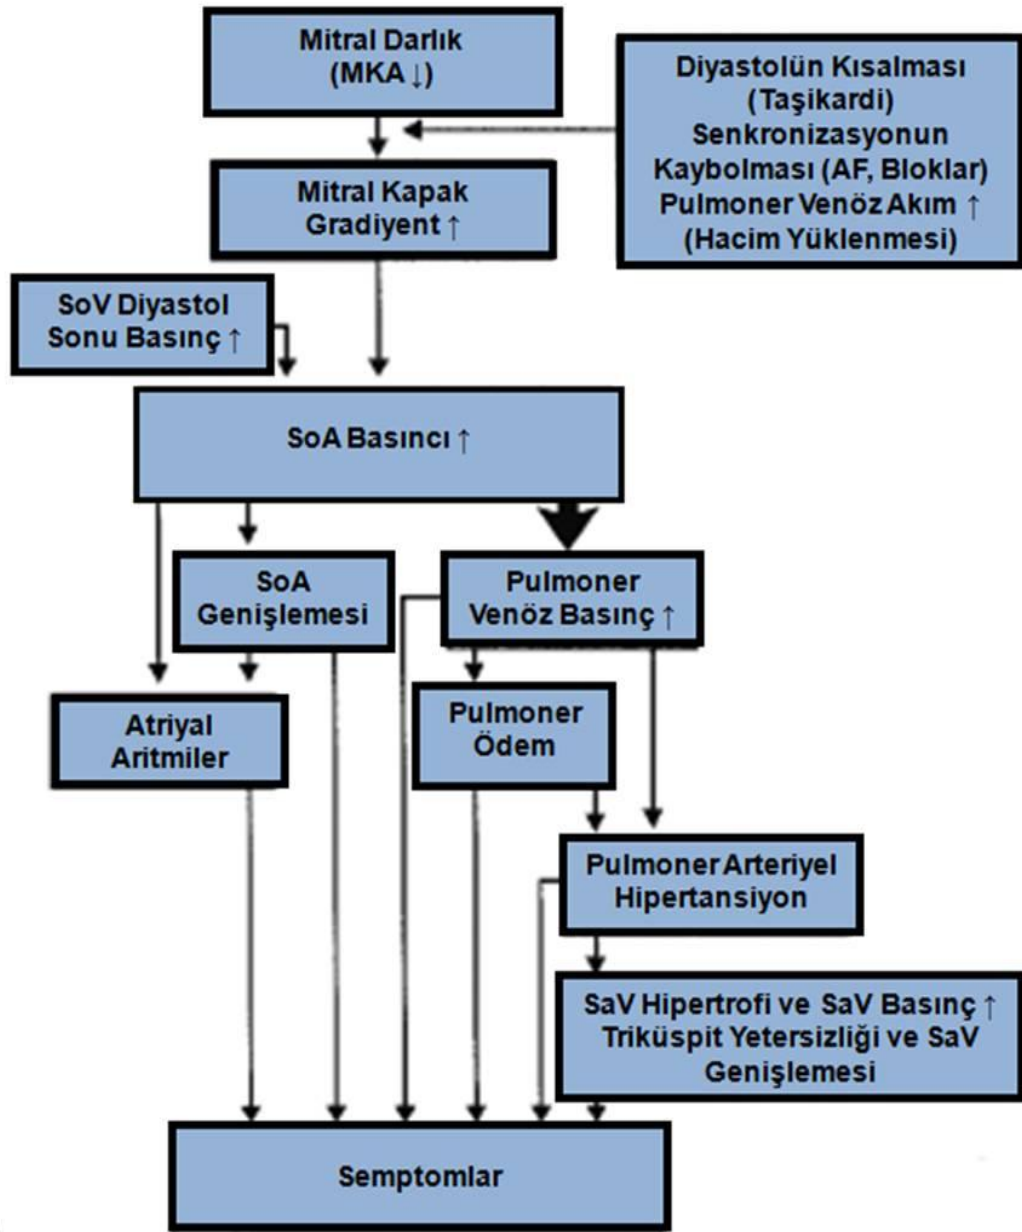 Mitral Darlık
(MKA ↓)
Diyastolün Kısalması
(Taşikardi)
Senkronizasyonun
Kaybolması (AF, Bloklar)
Pulmoner Venöz Akım ↑
(Hacim Yüklenmesi)
Mitral Kapak
Gradiyent ↑
SoV Diyastol
Sonu Basınç ↑
SoA Basıncı ↑
SoA
Genişlemesi
Pulmoner
Venöz Basınç ↑
Atriyal
Aritmiler
Pulmoner
Ödem
Pulmoner Arteriyel
Hipertansiyon
SaV Hipertrofi ve SaV Basınç ↑
Triküspit Yetersizliği ve SaV
Genişlemesi
Semptomlar